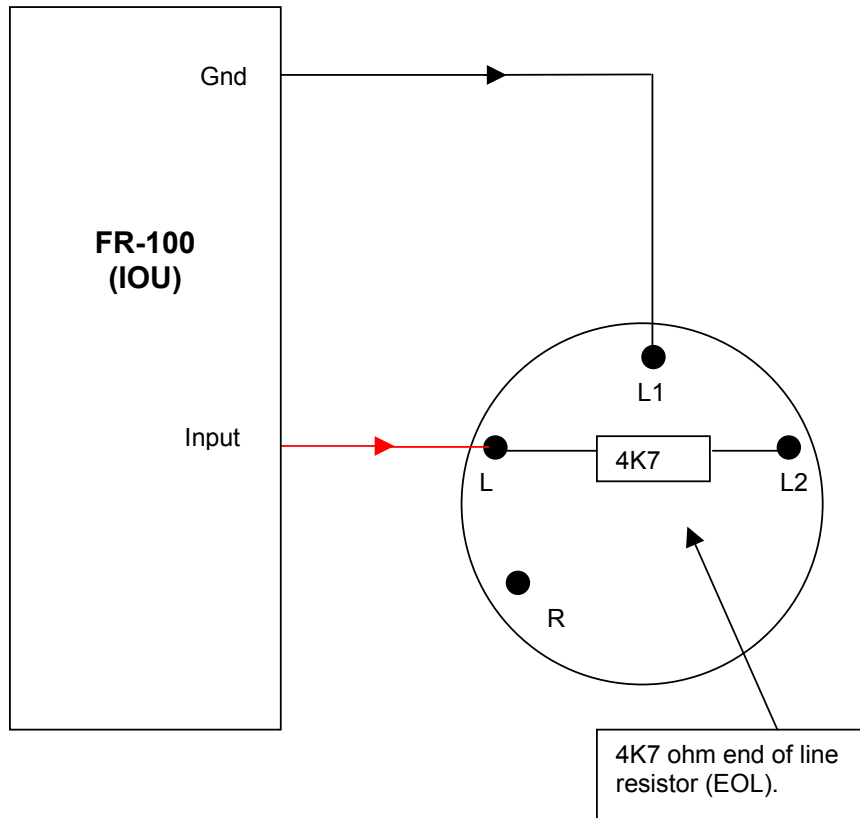 Gnd
FR-100
(IOU)
Input
L1
L
4K7
L2
R
4K7 ohm end of line
resistor (EOL).